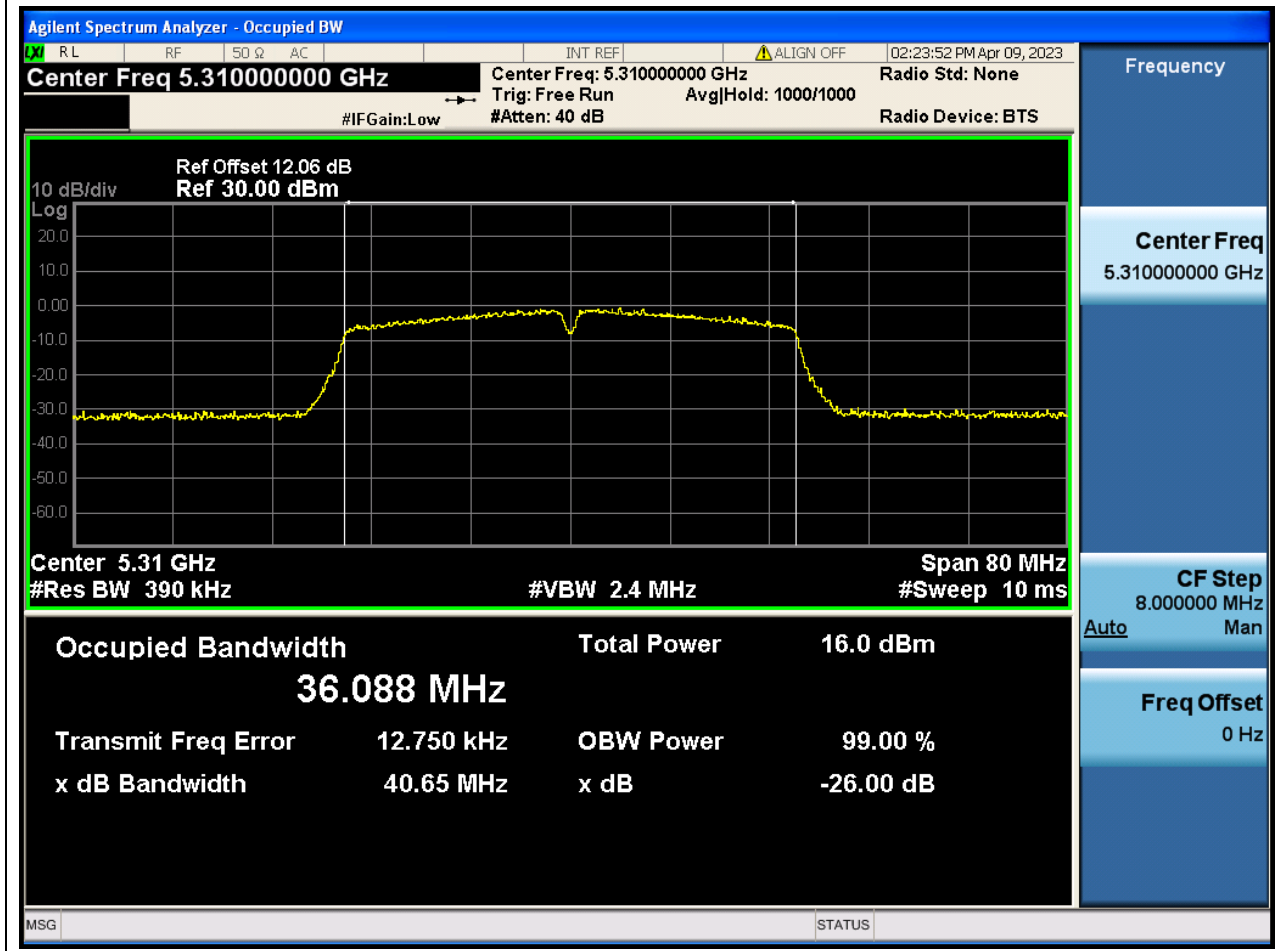 Agilent Spectrum Analyzer - Occupied BW
LXI RL RF 50 Ω AC INT REF ALIGN OFF 02:23:52 PM Apr 09, 2023
Center Freq 5.310000000 GHz
Center Freq: 5.310000000 GHz
Radio Std: None
Trig: Free Run Avg|Hold: 1000/1000
#IFGain:Low
#Atten: 40 dB
Radio Device: BTS
Ref Offset 12.06 dB
10 dB/div Ref 30.00 dBm
Log
20.0
10.0
0.00
-10.0
-20.0
-30.0
-40.0
-50.0
-60.0
Center 5.31 GHz Span 80 MHz
#Res BW 390 kHz #VBW 2.4 MHz #Sweep 10 ms
Occupied Bandwidth Total Power 16.0 dBm
36.088 MHz
Transmit Freq Error 12.750 kHz OBW Power 99.00 %
x dB Bandwidth 40.65 MHz x dB -26.00 dB
Frequency
Center Freq
5.310000000 GHz
CF Step
8.000000 MHz
Auto Man
Freq Offset
0 Hz
MSG STATUS